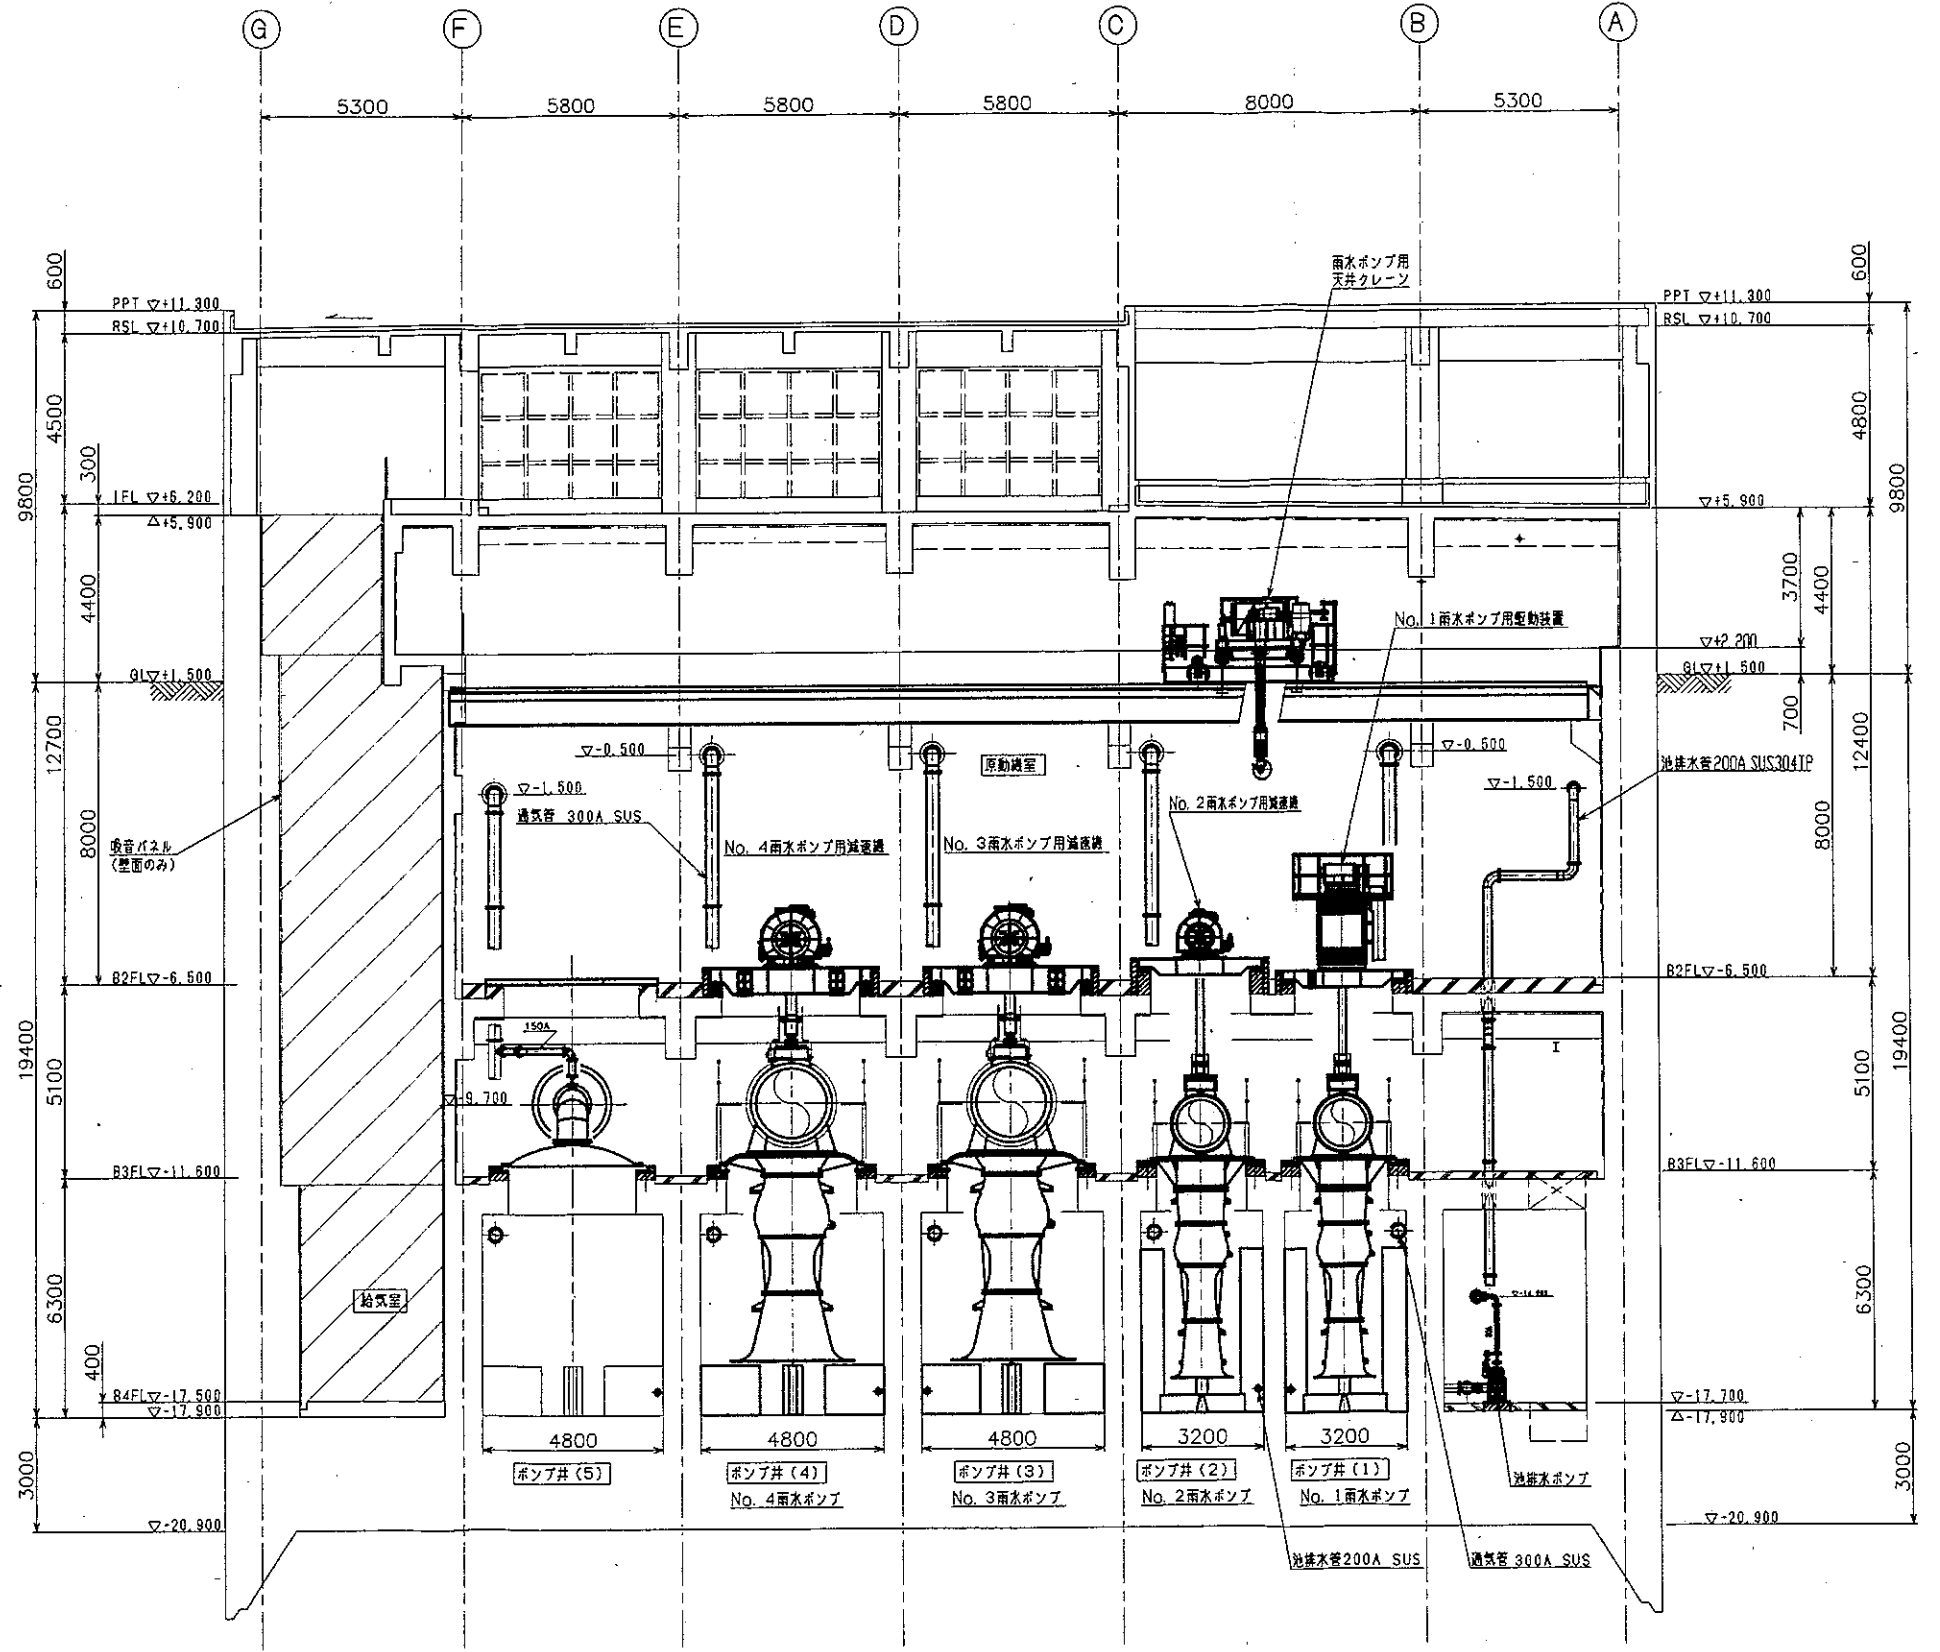 G F E D C B A
5300 5800 5800 5800 8000 5300
雨水ポンプ用
天井クレーン
600
600
PPT ▽+11.300
PPT ▽+11.300
RSL ▽+10.700
RSL ▽+10.700
4500
4800
300
9800
9800
1FL ▽+6.200
△+5.900
▽+5.900
4400
3700
4400
No. 1雨水ポンプ用駆動装置
▽+2.200
GL▽+1.500
GL▽+1.500
700
12700
12400
▽-0.500
原動機室
▽-0.500
池排水管200A SUS304TP
▽-1.500
▽-1.500
通気管 300A SUS
No. 2雨水ポンプ用減速機
8000
8000
吸音パネル
(壁面のみ)
No. 4雨水ポンプ用減速機
No. 3雨水ポンプ用減速機
B2FL▽-6.500
B2FL▽-6.500
150A
19400
19400
5100
5100
I
▽-9.700
B3FL▽-11.600
B3FL▽-11.600
給気室
6300
6300
400
B4FL▽-17.500
▽-17.900
▽-17.700
△-17.900
4800 4800 4800 3200 3200
ポンプ井(5) ポンプ井(4) ポンプ井(3) ポンプ井(2) ポンプ井(1)
No. 4雨水ポンプ No. 3雨水ポンプ No. 2雨水ポンプ No. 1雨水ポンプ
池排水ポンプ
3000
3000
▽-20.900
▽-20.900
池排水管200A SUS
通気管 300A SUS